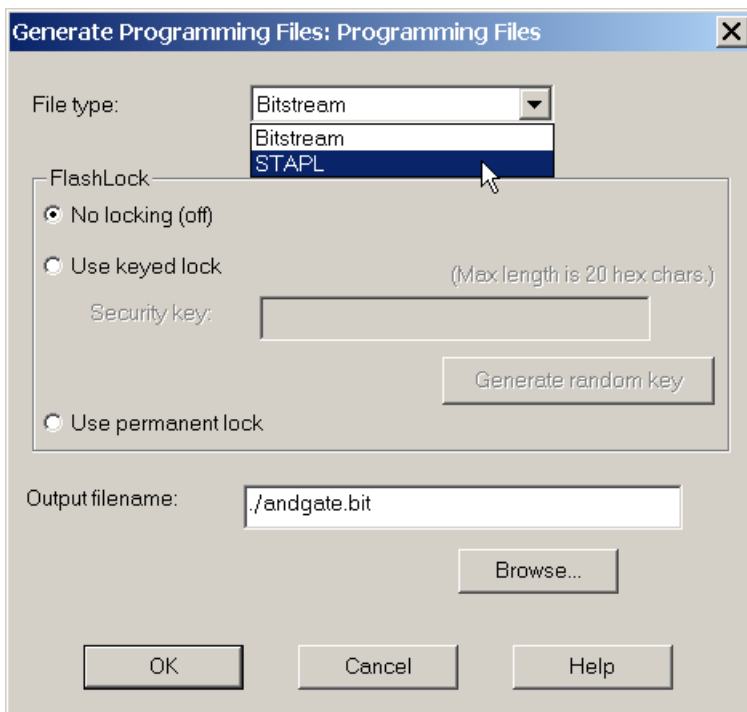 Generate Programming Files: Programming Files
File type:
Bitstream
Bitstream
STAPL
FlashLock
No locking (off)
Use keyed lock
(Max length is 20 hex chars.)
Security key:
Generate random key
Use permanent lock
Output filename:
./andgate.bit
Browse...
OK Cancel Help